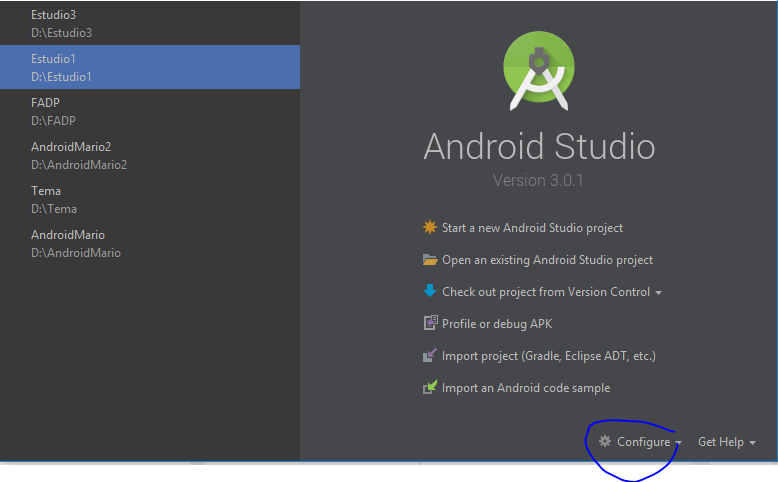 Estudio3
D:\Estudio3
Estudio1
D:\Estudio1
FADP
D:\FADP
AndroidMario2
D:\AndroidMario2
Tema
D:\Tema
AndroidMario
D:\AndroidMario
Android Studio
Version 3.0.1
Start a new Android Studio project
Open an existing Android Studio project
Check out project from Version Control
Profile or debug APK
Import project (Gradle, Eclipse ADT, etc.)
Import an Android code sample
Configure Get Help